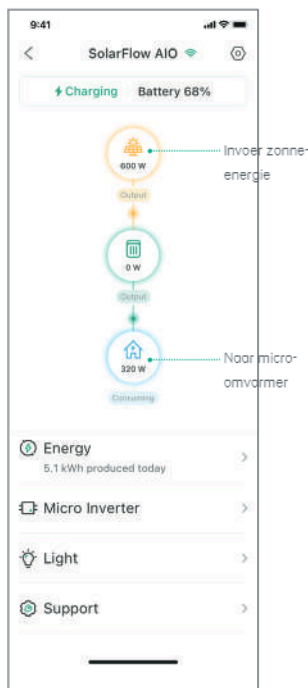 9:41
SolarFlow AIO
Charging Battery 68%
600 W
Invoer zonne-
energie
Output
0 W
Output
320 W
Naar micro-
omvormer
Consuming
Energy
5.1 kWh produced today
Micro Inverter
Light
Support